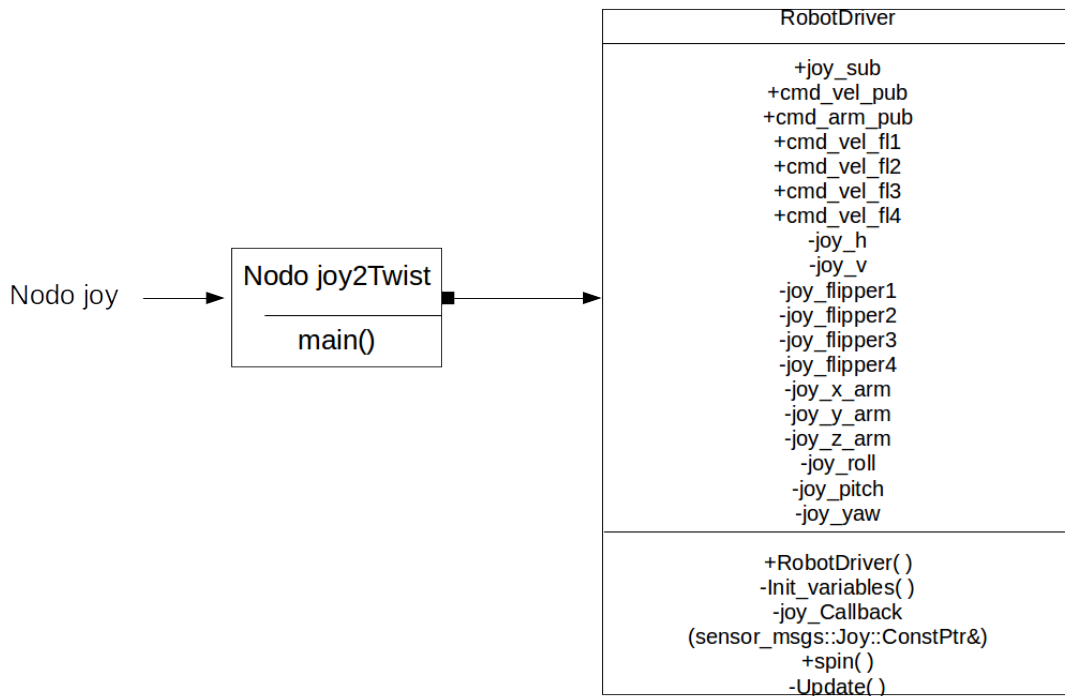 Nodo joy
Nodo joy2Twist
main()
RobotDriver
+joy_sub
+cmd_vel_pub
+cmd_arm_pub
+cmd_vel_fl1
+cmd_vel_fl2
+cmd_vel_fl3
+cmd_vel_fl4
-joy_h
-joy_v
-joy_flipper1
-joy_flipper2
-joy_flipper3
-joy_flipper4
-joy_x_arm
-joy_y_arm
-joy_z_arm
-joy_roll
-joy_pitch
-joy_yaw
+RobotDriver( )
-Init_variables( )
-joy_Callback
(sensor_msgs::Joy::ConstPtr&)
+spin( )
-Update( )